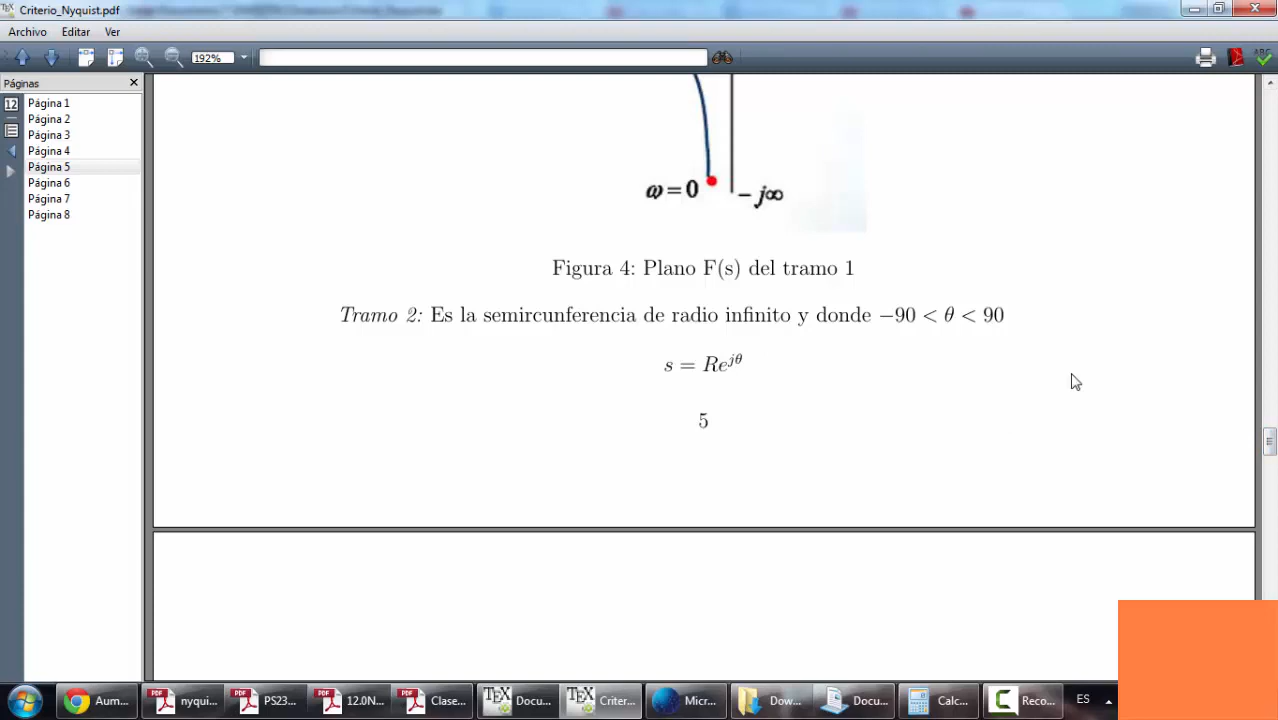 Criterio_Nyquist.pdf
Archivo Editar Ver
192%
Páginas
12
Página 1
Página 2
Página 3
Página 4
Página 5
Página 6
Página 7
Página 8
ω = 0
− j∞
Figura 4: Plano F(s) del tramo 1
Tramo 2: Es la semircunferencia de radio infinito y donde −90 < θ < 90
s = Re^{jθ}
5
Aum... nyqui... PS23... 12.0N... Clase... Docu... Criter... Micr... Dow... Docu... Calc... Reco... ES